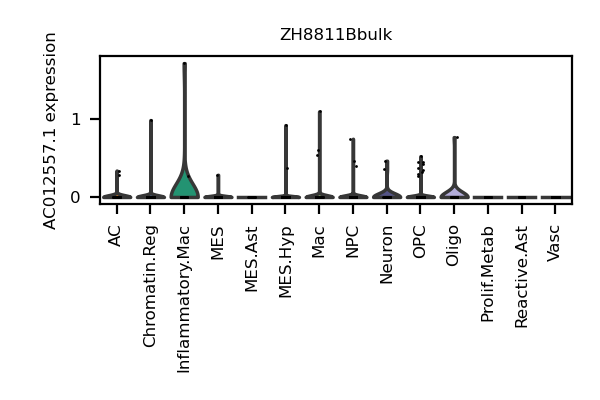 ZH8811Bbulk
AC012557.1 expression
1
0
AC
Chromatin.Reg
Inflammatory.Mac
MES
MES.Ast
MES.Hyp
Mac
NPC
Neuron
OPC
Oligo
Prolif.Metab
Reactive.Ast
Vasc